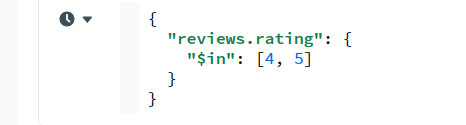 {
  "reviews.rating": {
    "$in": [4, 5]
  }
}